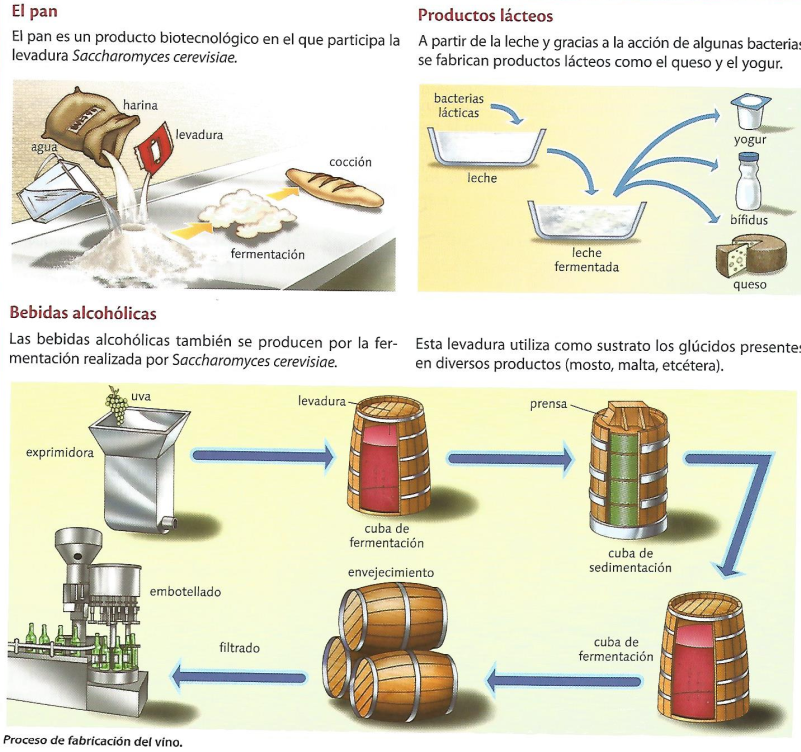 El pan
El pan es un producto biotecnológico en el que participa la
levadura Saccharomyces cerevisiae.
harina
levadura
agua
cocción
fermentación
Productos lácteos
A partir de la leche y gracias a la acción de algunas bacterias
se fabrican productos lácteos como el queso y el yogur.
bacterias
lácticas
leche
leche
fermentada
yogur
bífidus
queso
Bebidas alcohólicas
Las bebidas alcohólicas también se producen por la fer-
mentación realizada por Saccharomyces cerevisiae.
Esta levadura utiliza como sustrato los glúcidos presentes
en diversos productos (mosto, malta, etcétera).
uva
exprimidora
levadura
cuba de
fermentación
prensa
cuba de
sedimentación
cuba de
fermentación
envejecimiento
filtrado
embotellado
Proceso de fabricación del vino.